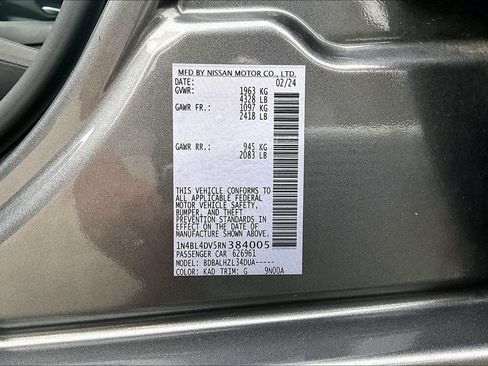 MFD BY NISSAN MOTOR CO., LTD.
DATE: 02/24
GVWR: 1963 KG
4328 LB
GAWR FR.: 1097 KG
2418 LB
GAWR RR.: 945 KG
2083 LB
THIS VEHICLE CONFORMS TO
ALL APPLICABLE FEDERAL
MOTOR VEHICLE SAFETY,
BUMPER, AND THEFT
PREVENTION STANDARDS
IN EFFECT ON THE DATE OF
MANUFACTURE SHOWN ABOVE.
1N4BL4DV5RN384005
PASSENGER CAR 626961
MODEL: BDBALHZL34DUA-----
COLOR: KAD TRIM: G 9N00A